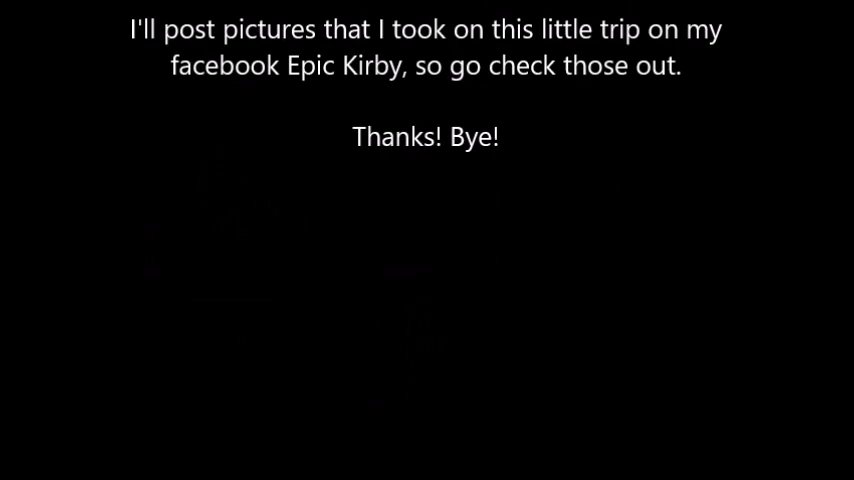 I'll post pictures that I took on this little trip on my
facebook Epic Kirby, so go check those out.
Thanks! Bye!